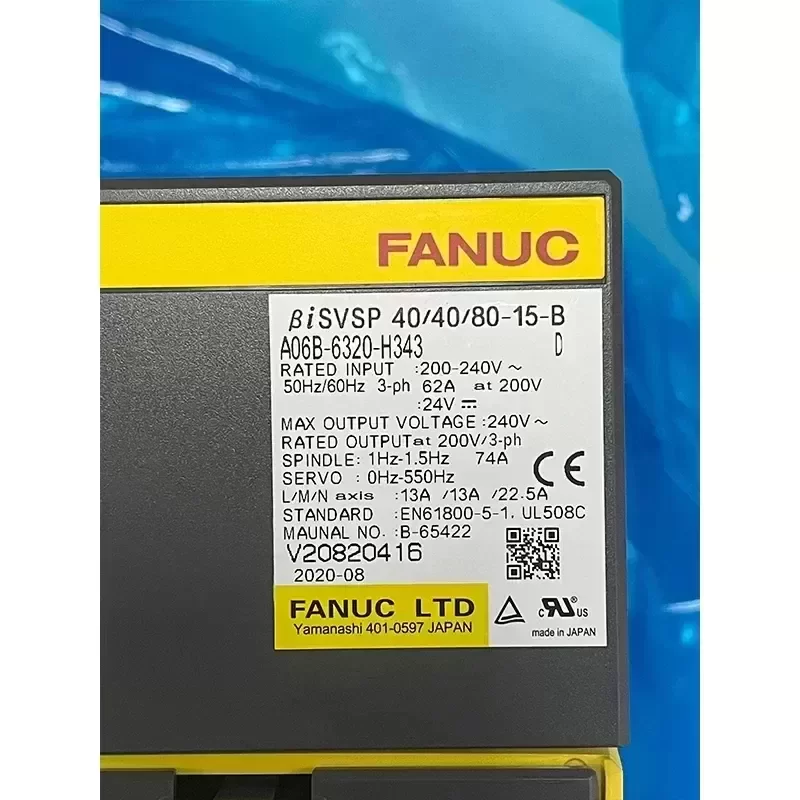 FANUC
βiSVSP 40/40/80-15-B
A06B-6320-H343 D
RATED INPUT :200-240V～
50Hz/60Hz 3-ph 62A at 200V
:24V ⎓
MAX OUTPUT VOLTAGE :240V～
RATED OUTPUTat 200V/3-ph
SPINDLE: 1Hz-1.5Hz 74A
SERVO : 0Hz-550Hz
CE
L/M/N axis :13A /13A /22.5A
STANDARD :EN61800-5-1. UL508C
MAUNAL NO. :B-65422
V20820416
2020-08
FANUC LTD
Yamanashi 401-0597 JAPAN
c RU ® US
made in JAPAN